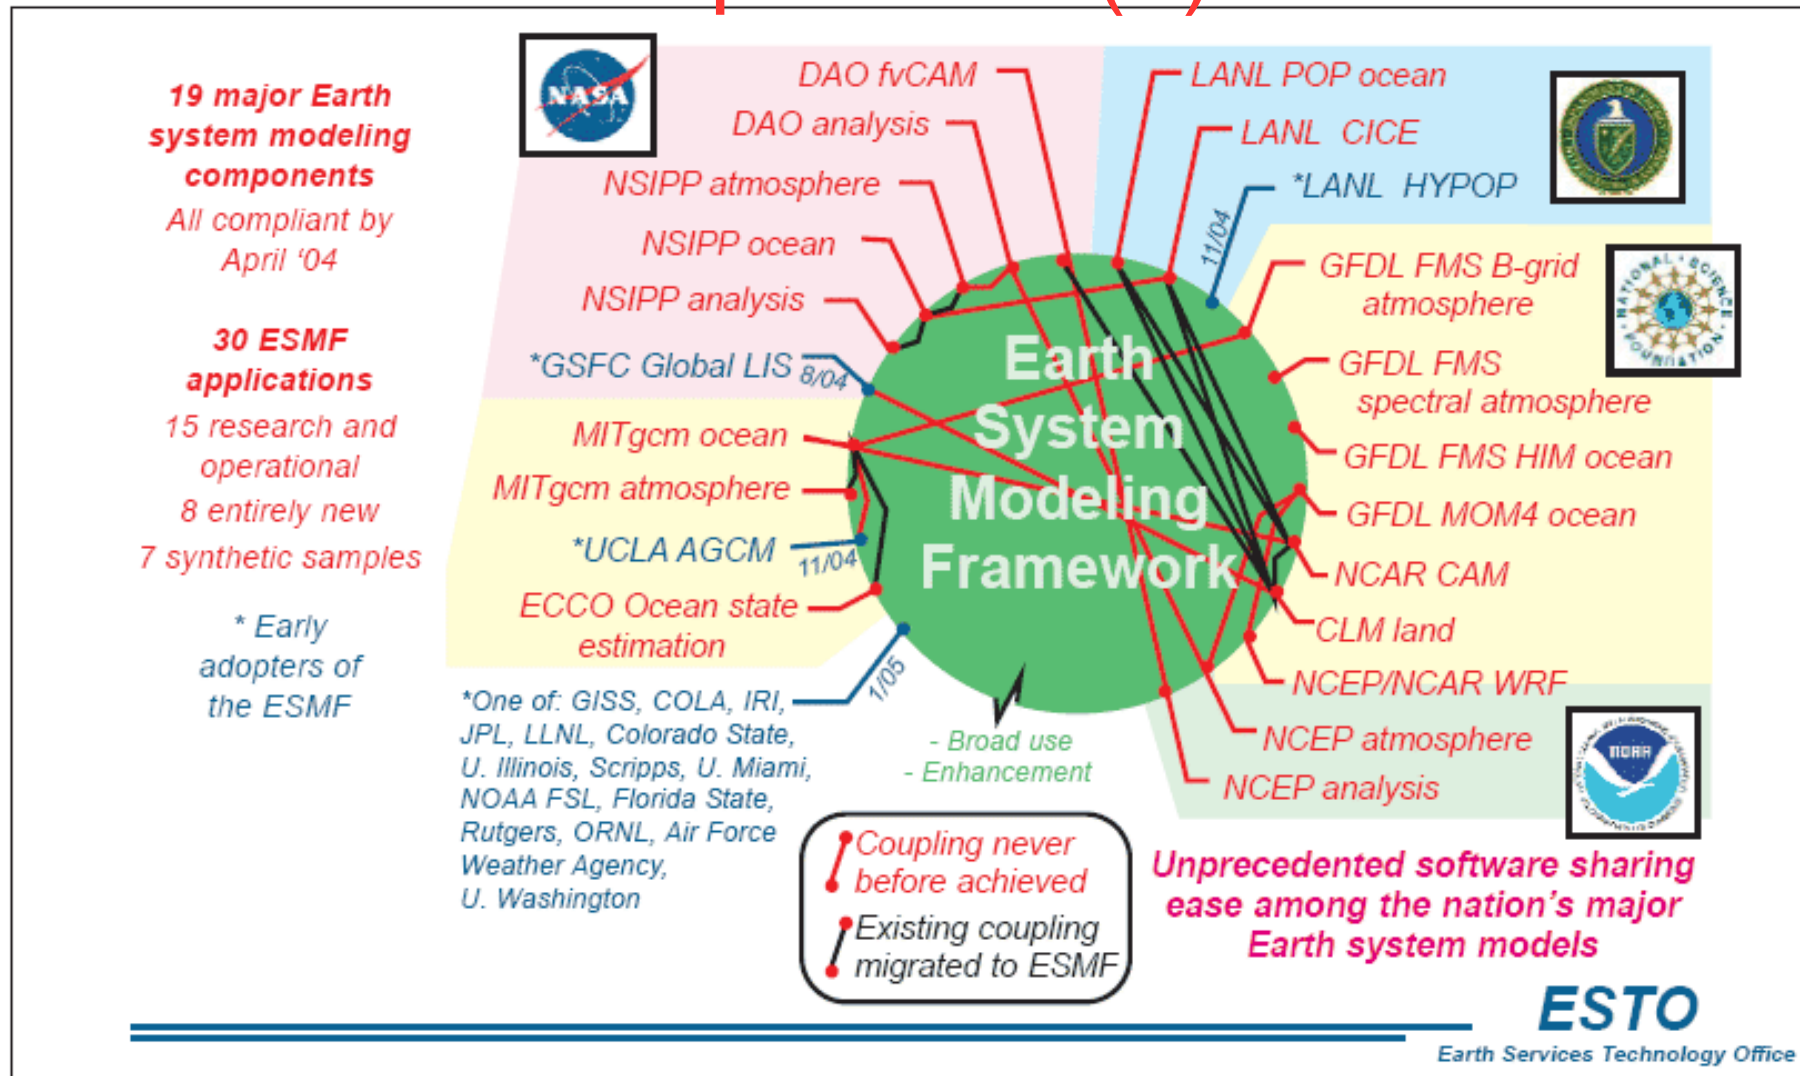 19 major Earth
system modeling
components
All compliant by
April ‘04
30 ESMF
applications
15 research and
operational
8 entirely new
7 synthetic samples
* Early
adopters of
the ESMF
NASA
DAO fvCAM
DAO analysis
NSIPP atmosphere
NSIPP ocean
NSIPP analysis
*GSFC Global LIS
8/04
MITgcm ocean
MITgcm atmosphere
*UCLA AGCM
11/04
ECCO Ocean state
estimation
*One of: GISS, COLA, IRI,
JPL, LLNL, Colorado State,
U. Illinois, Scripps, U. Miami,
NOAA FSL, Florida State,
Rutgers, ORNL, Air Force
Weather Agency,
U. Washington
1/05
Earth
System
Modeling
Framework
- Broad use
- Enhancement
Coupling never
before achieved
Existing coupling
migrated to ESMF
LANL POP ocean
LANL CICE
*LANL HYPOP
11/04
GFDL FMS B-grid
atmosphere
NATIONAL SCIENCE
FOUNDATION
GFDL FMS
spectral atmosphere
GFDL FMS HIM ocean
GFDL MOM4 ocean
NCAR CAM
CLM land
NCEP/NCAR WRF
NCEP atmosphere
NCEP analysis
NOAA
Unprecedented software sharing
ease among the nation’s major
Earth system models
ESTO
Earth Services Technology Office